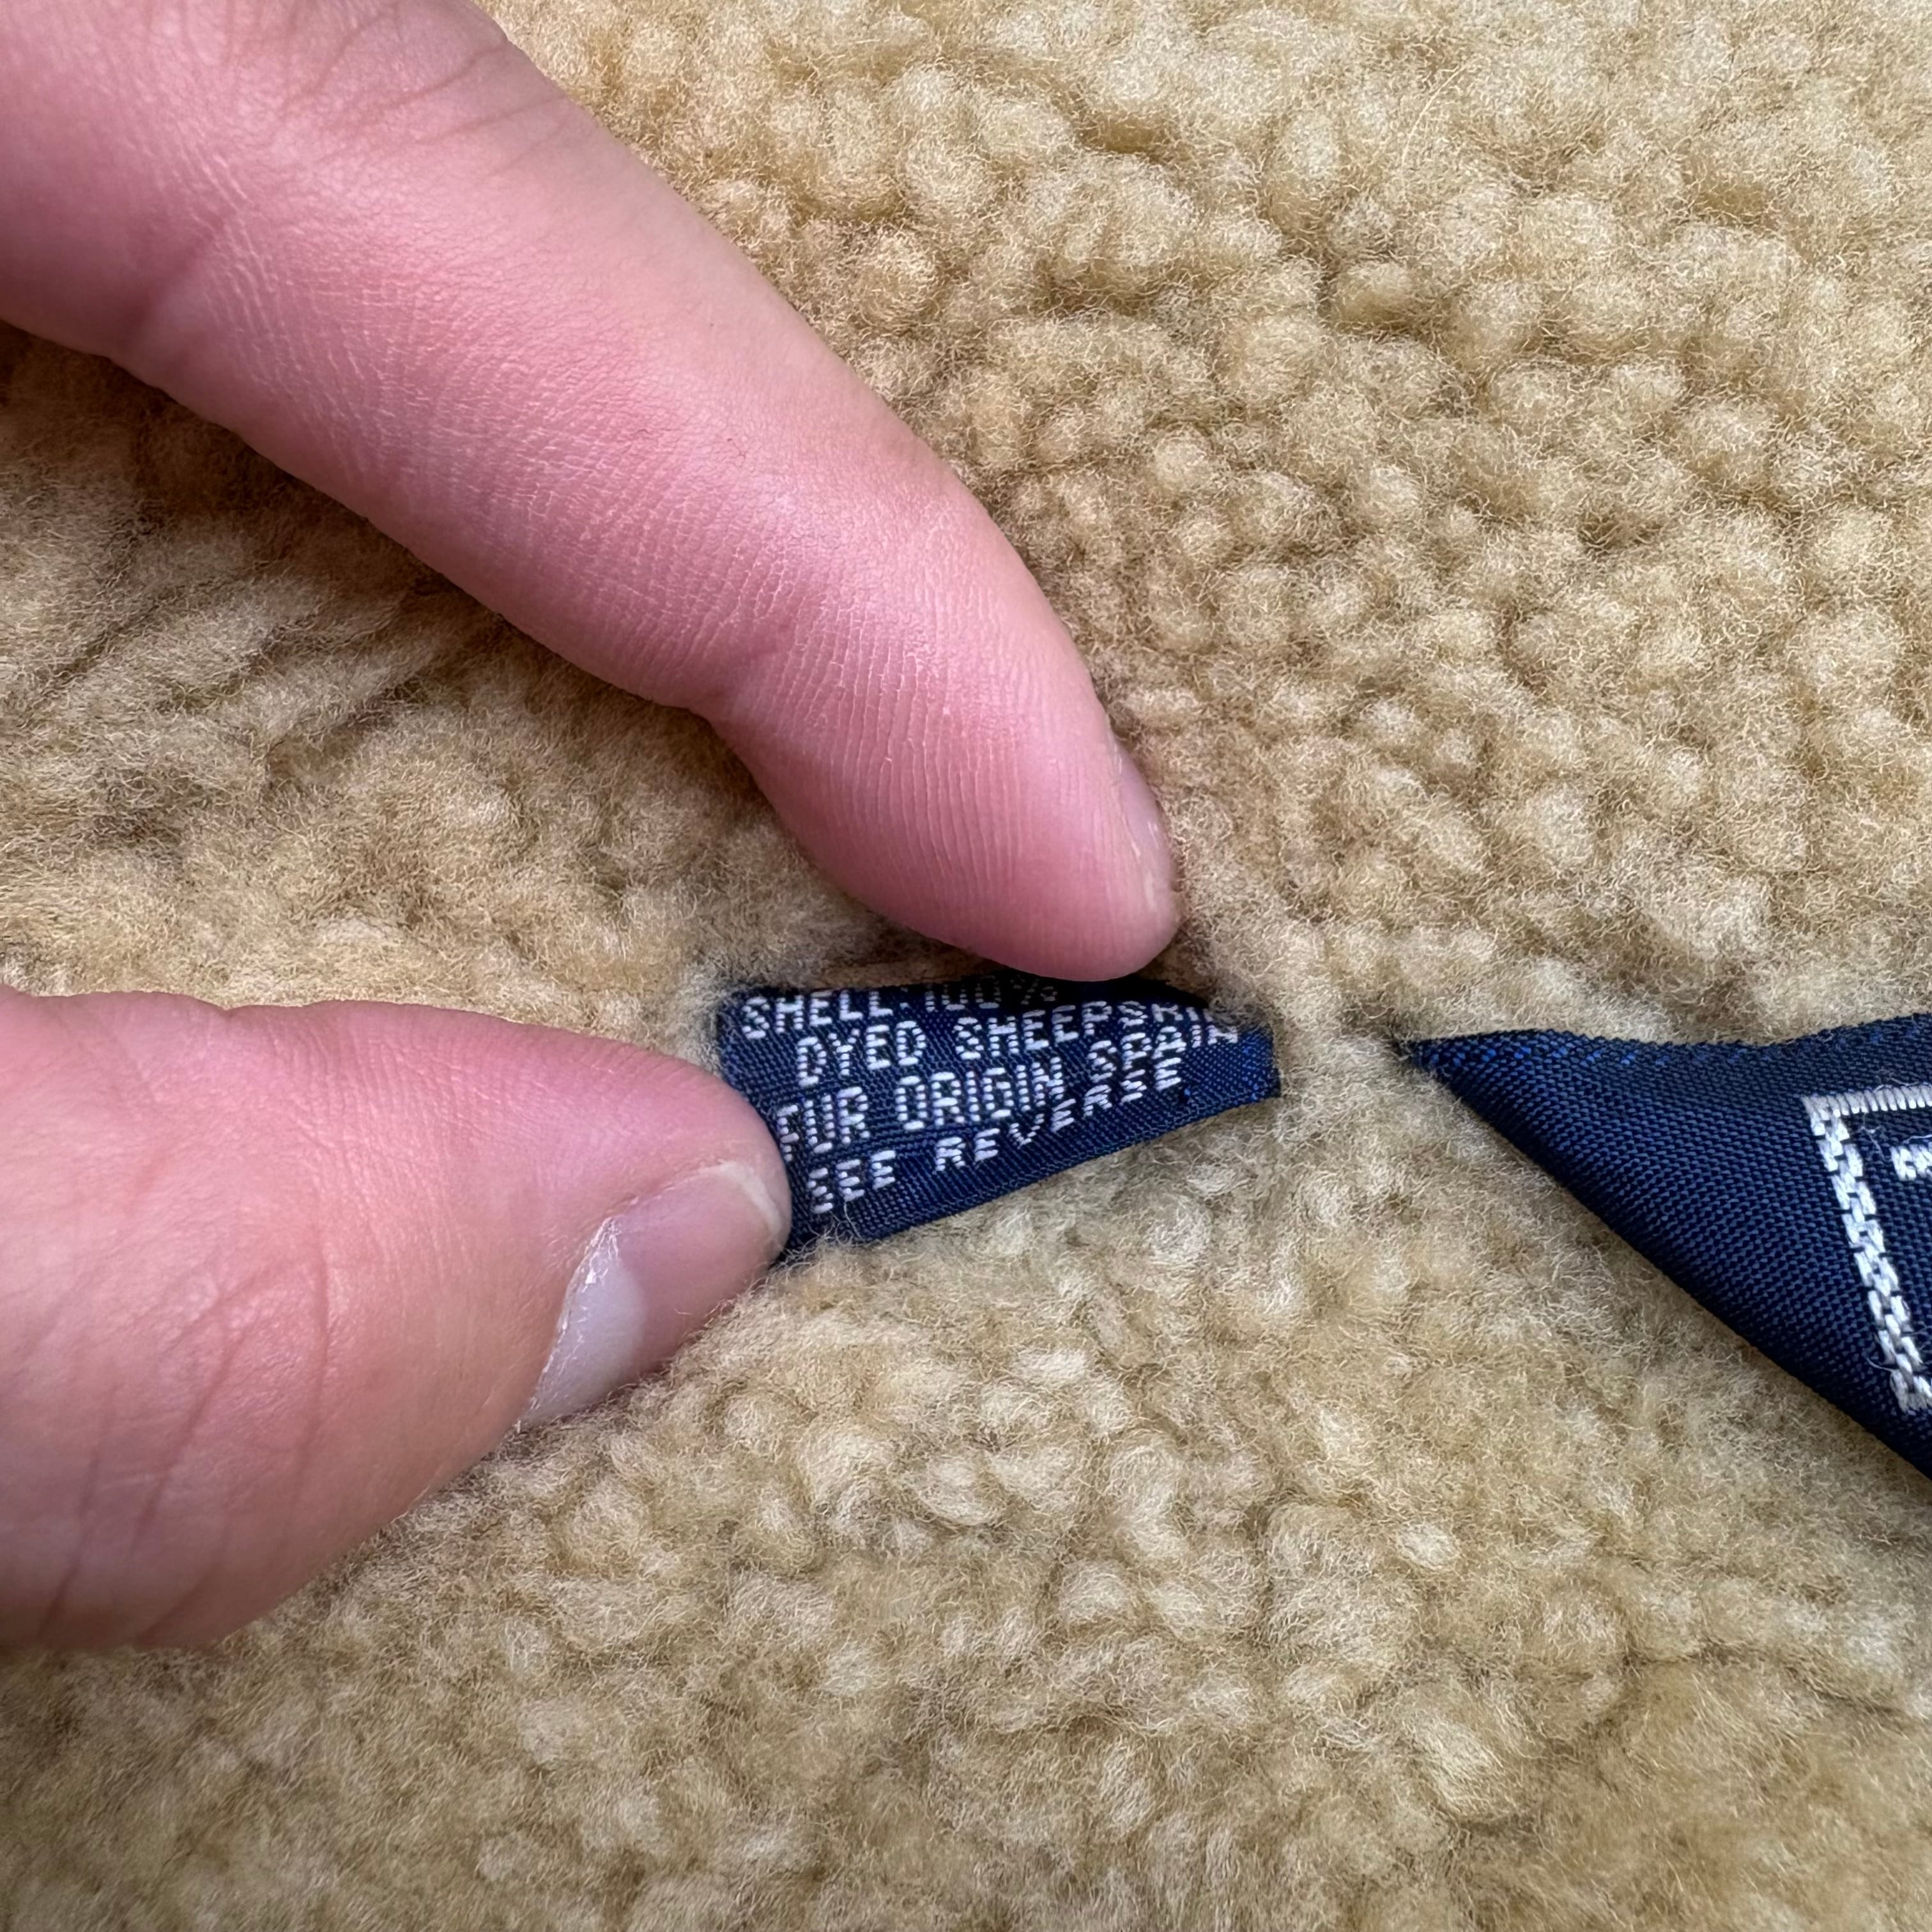 SHELL:100%
DYED SHEEPSKIN
FUR ORIGIN SPAIN
SEE REVERSE